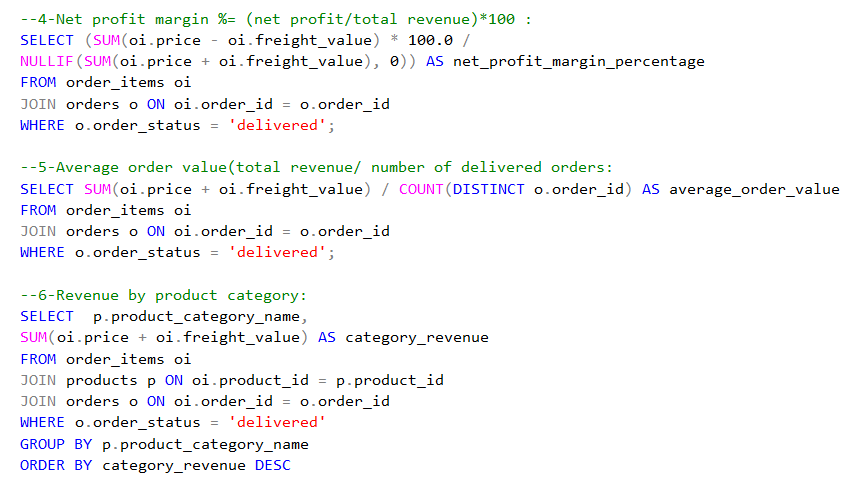 --4-Net profit margin %= (net profit/total revenue)*100 :
SELECT (SUM(oi.price - oi.freight_value) * 100.0 /
NULLIF(SUM(oi.price + oi.freight_value), 0)) AS net_profit_margin_percentage
FROM order_items oi
JOIN orders o ON oi.order_id = o.order_id
WHERE o.order_status = 'delivered';
--5-Average order value(total revenue/ number of delivered orders:
SELECT SUM(oi.price + oi.freight_value) / COUNT(DISTINCT o.order_id) AS average_order_value
FROM order_items oi
JOIN orders o ON oi.order_id = o.order_id
WHERE o.order_status = 'delivered';
--6-Revenue by product category:
SELECT  p.product_category_name,
SUM(oi.price + oi.freight_value) AS category_revenue
FROM order_items oi
JOIN products p ON oi.product_id = p.product_id
JOIN orders o ON oi.order_id = o.order_id
WHERE o.order_status = 'delivered'
GROUP BY p.product_category_name
ORDER BY category_revenue DESC